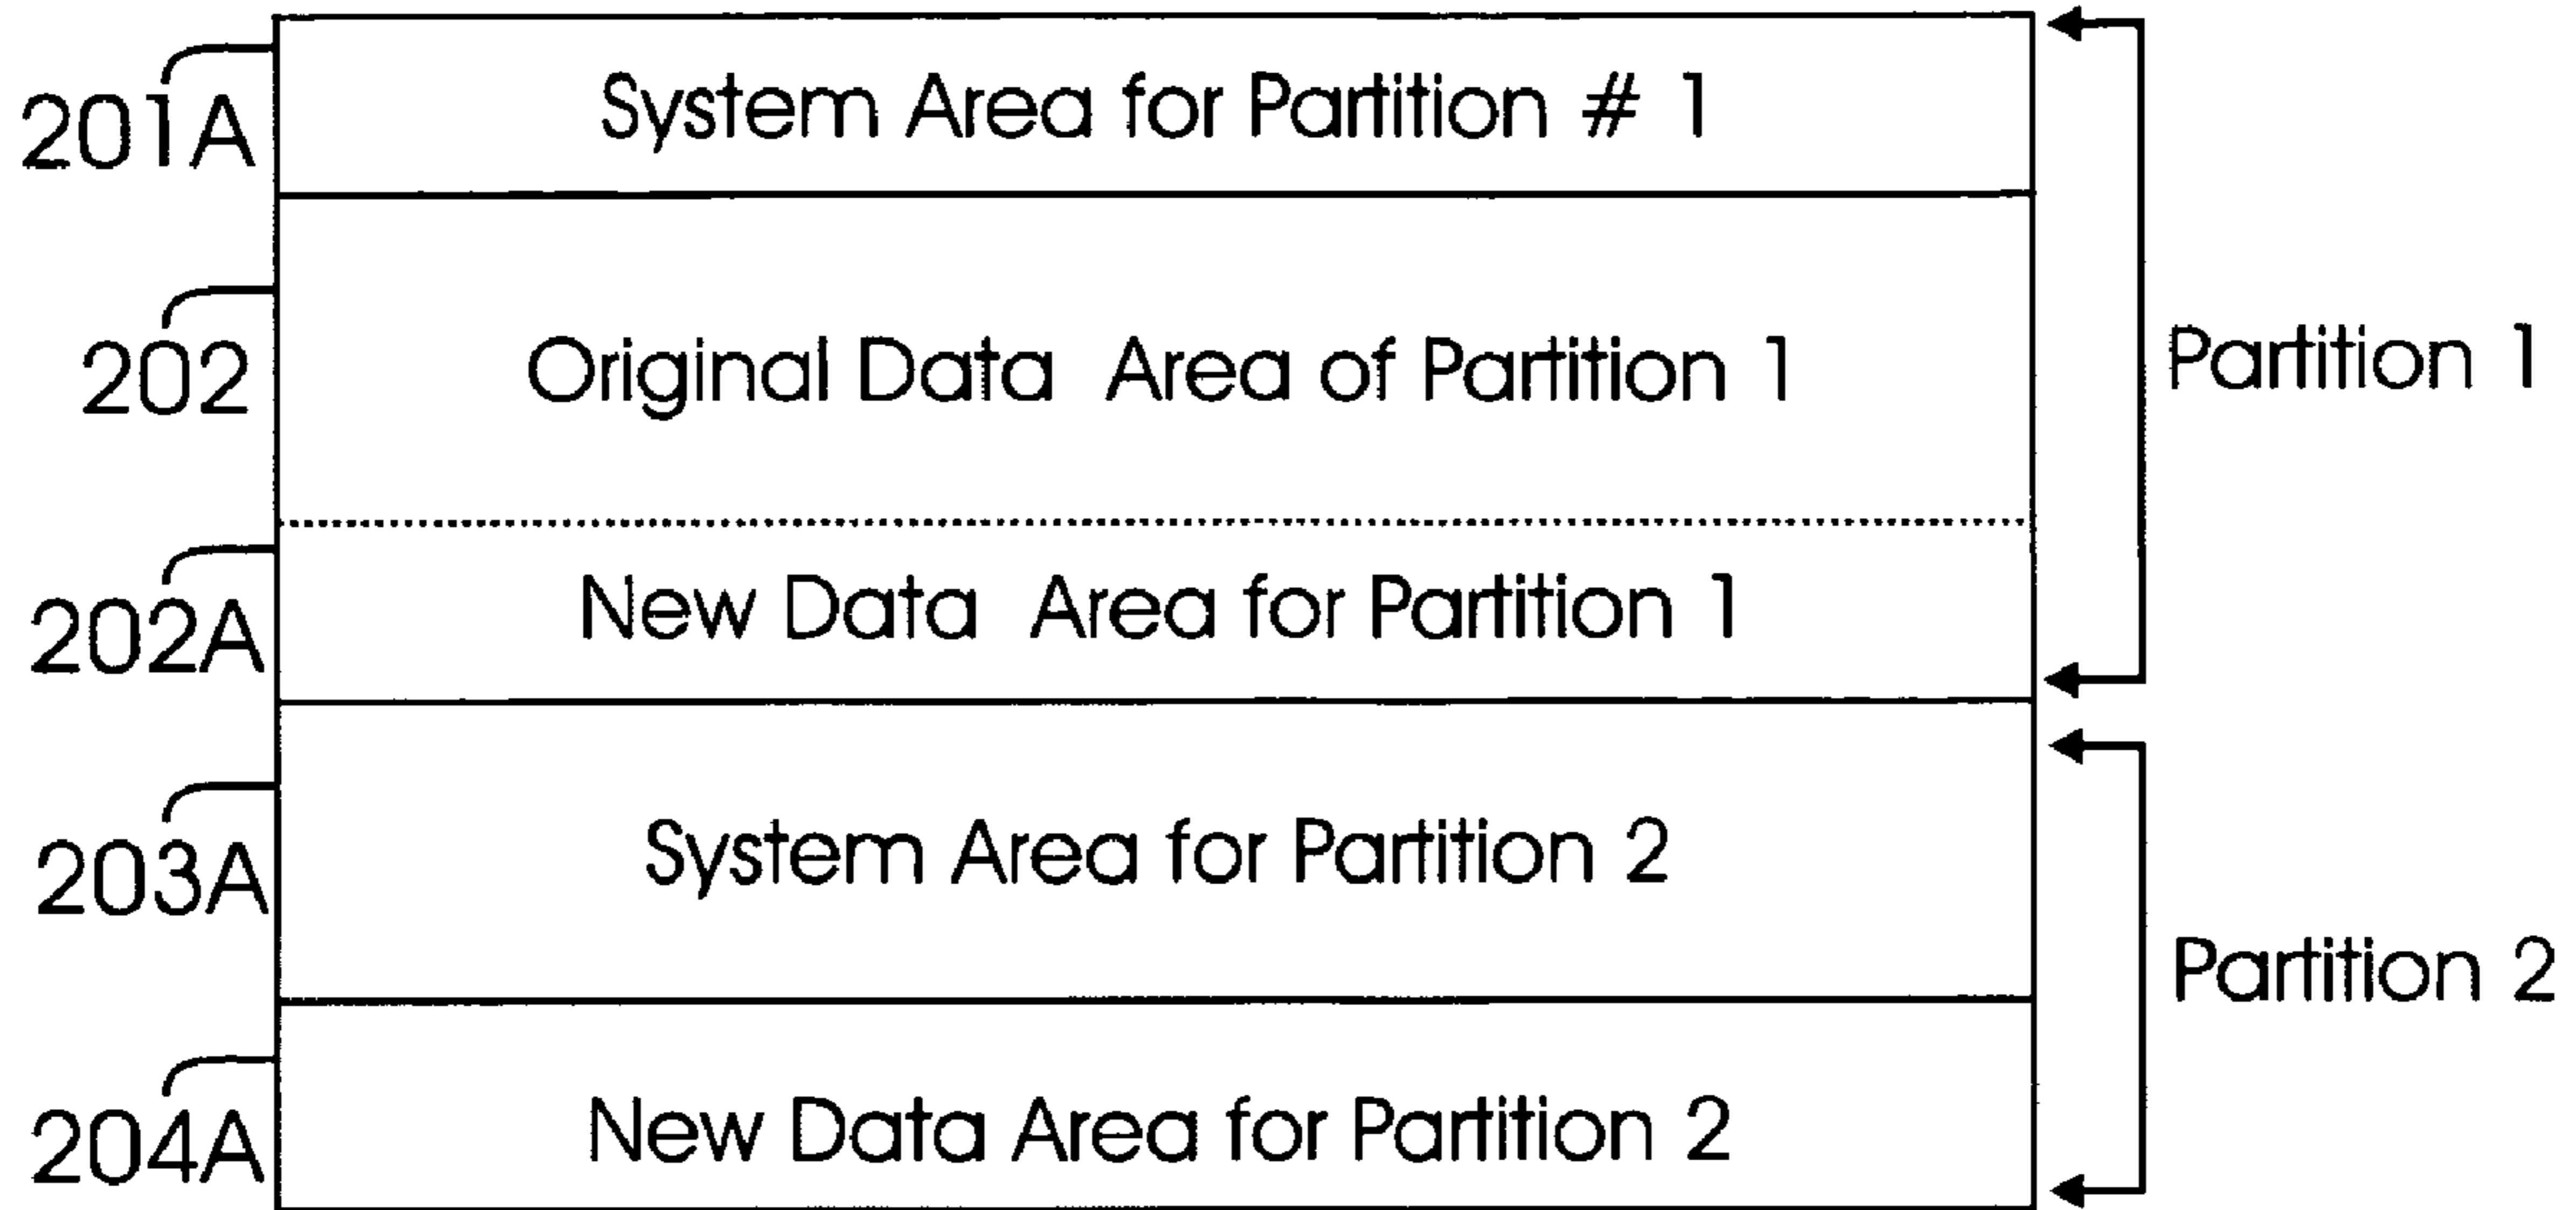 201A
System Area for Partition # 1
202
Original Data Area of Partition 1
Partition 1
202A
New Data Area for Partition 1
203A
System Area for Partition 2
Partition 2
204A
New Data Area for Partition 2